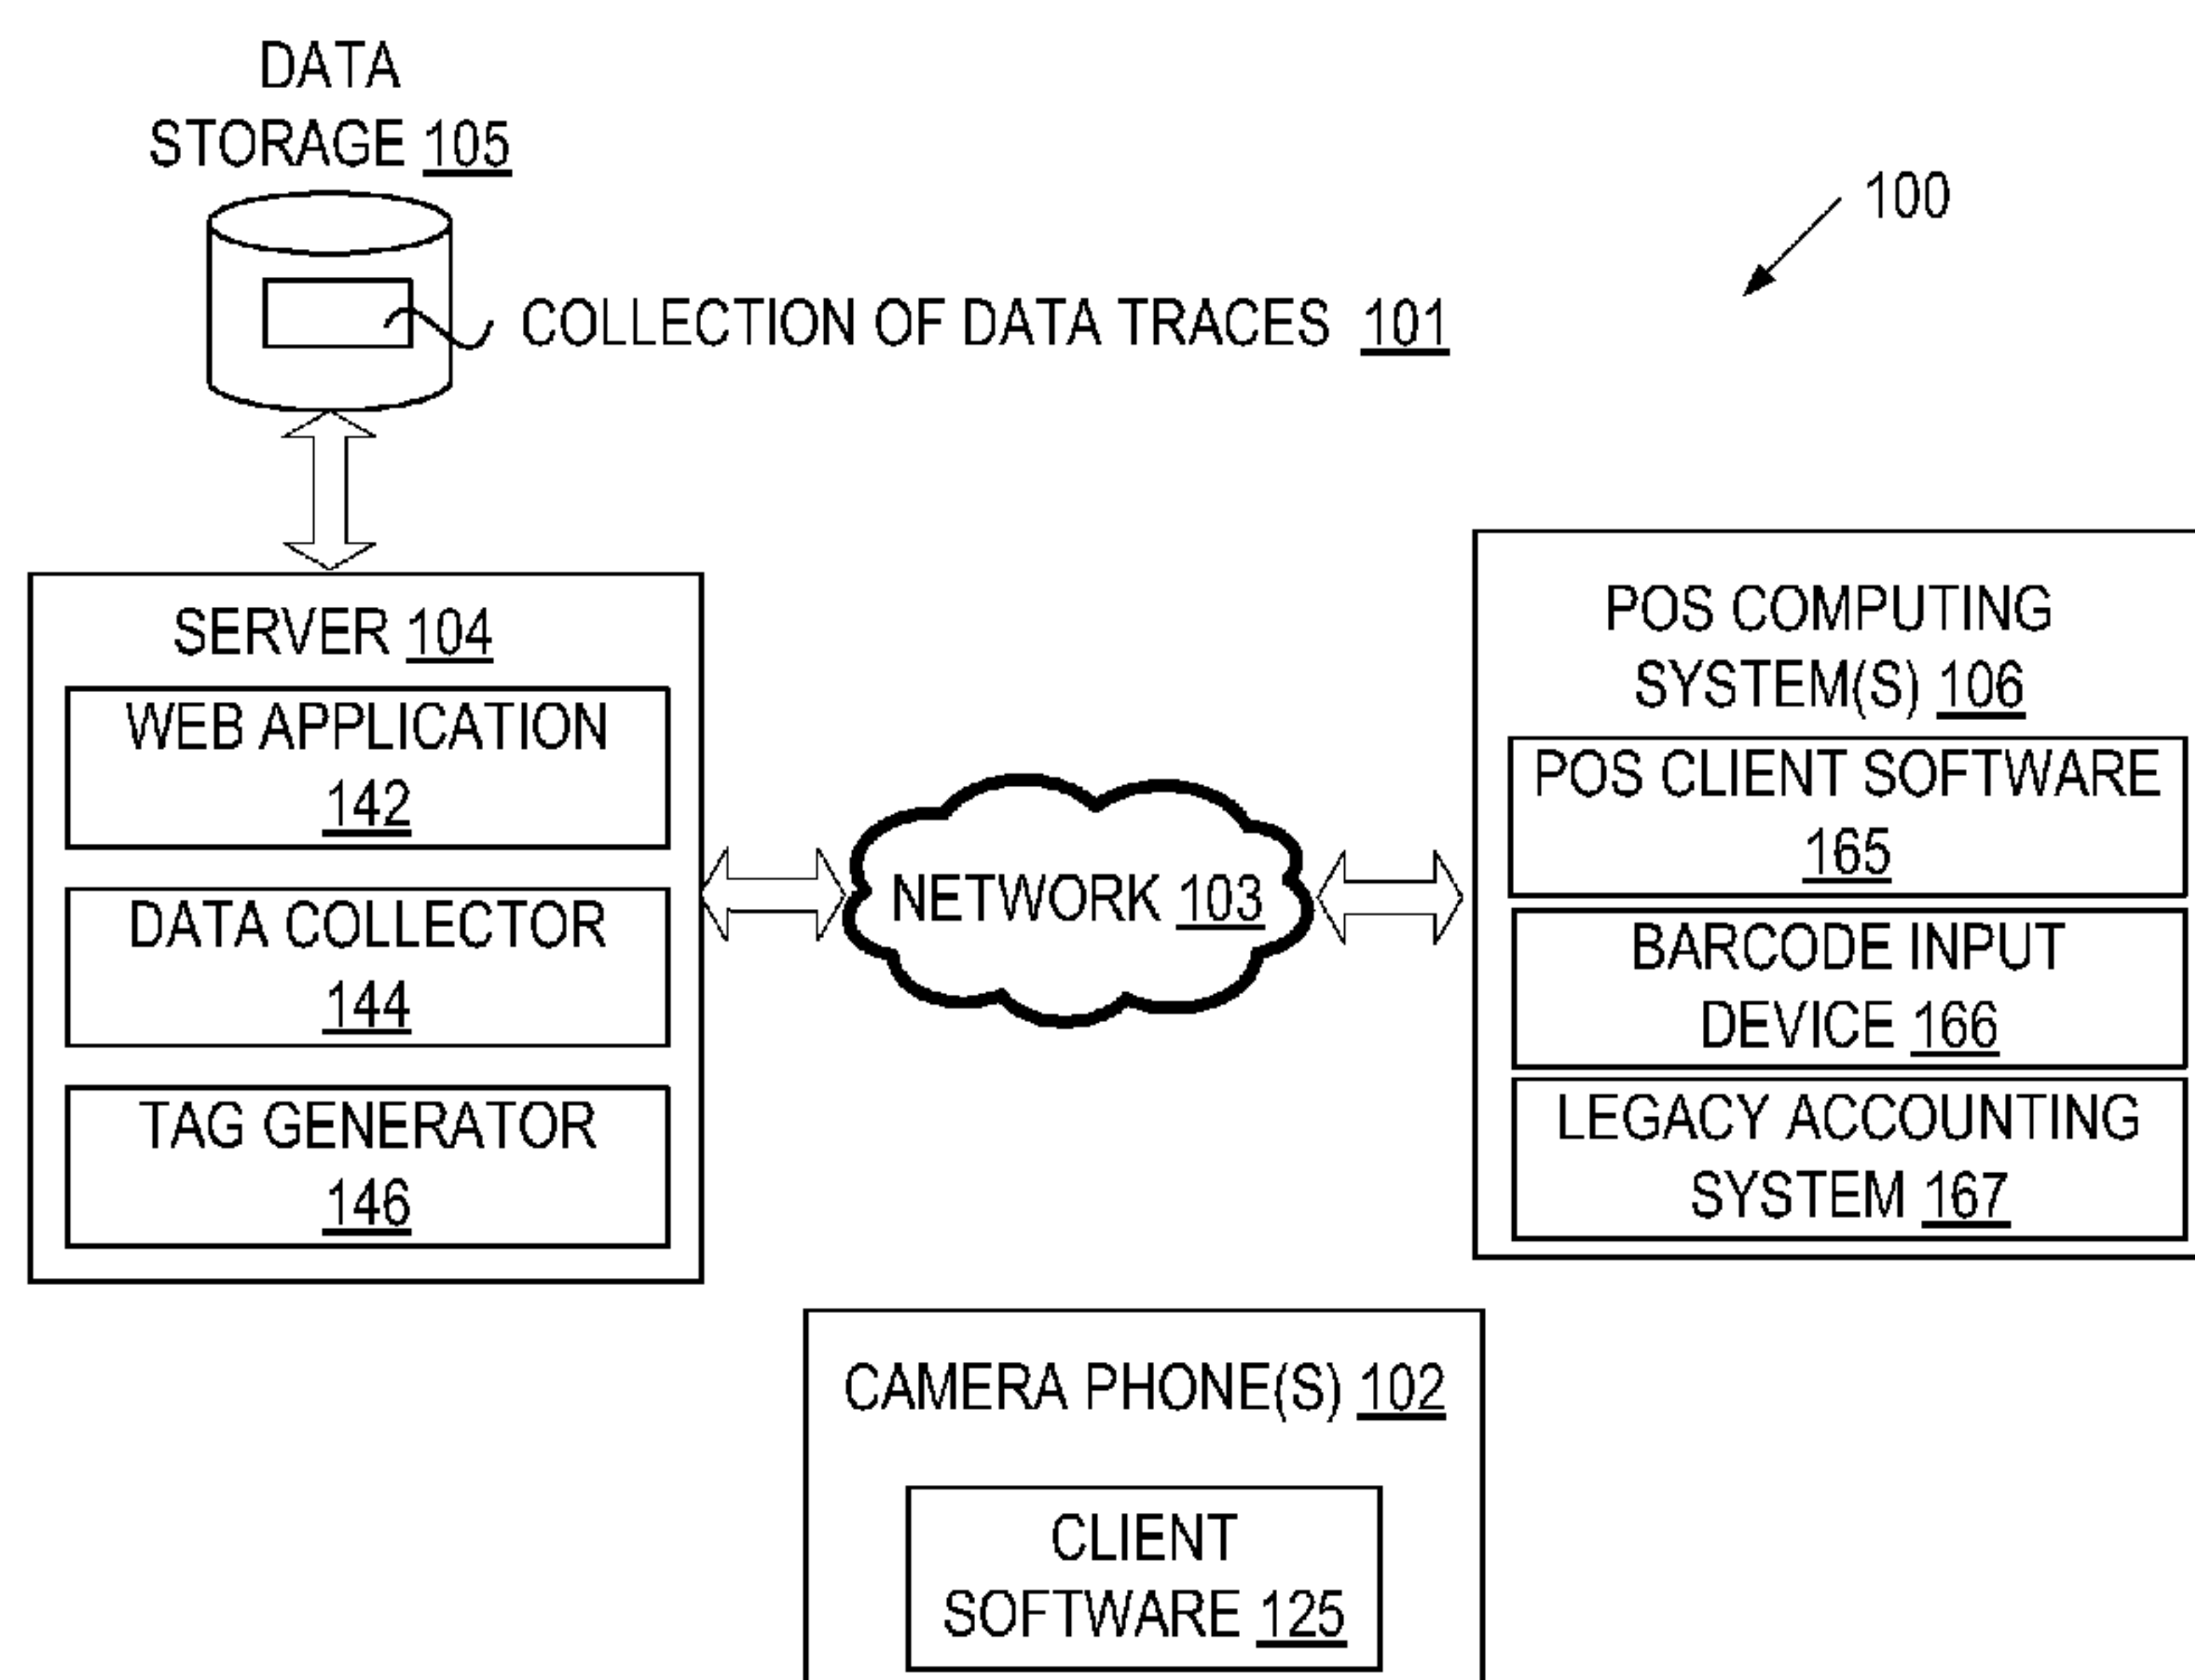 DATA
STORAGE 105
100
COLLECTION OF DATA TRACES 101
SERVER 104
WEB APPLICATION
142
DATA COLLECTOR
144
TAG GENERATOR
146
NETWORK 103
POS COMPUTING
SYSTEM(S) 106
POS CLIENT SOFTWARE
165
BARCODE INPUT
DEVICE 166
LEGACY ACCOUNTING
SYSTEM 167
CAMERA PHONE(S) 102
CLIENT
SOFTWARE 125